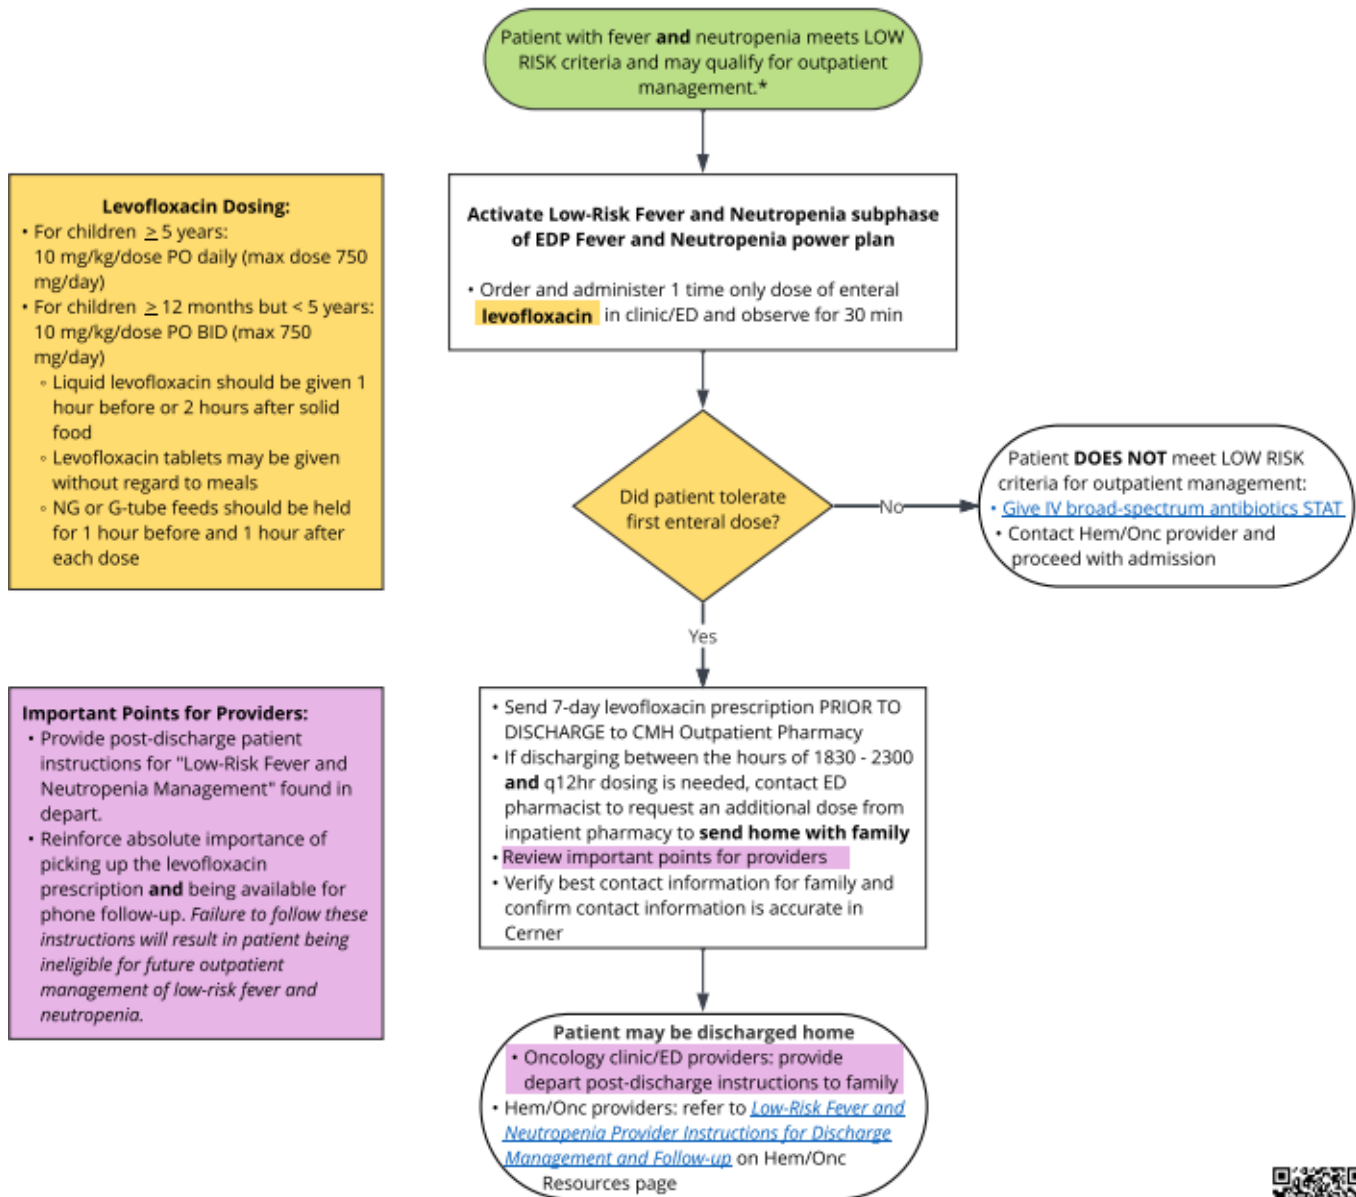 Patient with fever and neutropenia meets LOW
RISK criteria and may qualify for outpatient
management.*
Levofloxacin Dosing:
• For children ≥ 5 years:
10 mg/kg/dose PO daily (max dose 750
mg/day)
• For children ≥ 12 months but < 5 years:
10 mg/kg/dose PO BID (max 750
mg/day)
◦ Liquid levofloxacin should be given 1
hour before or 2 hours after solid
food
◦ Levofloxacin tablets may be given
without regard to meals
◦ NG or G-tube feeds should be held
for 1 hour before and 1 hour after
each dose
Activate Low-Risk Fever and Neutropenia subphase
of EDP Fever and Neutropenia power plan
• Order and administer 1 time only dose of enteral
levofloxacin in clinic/ED and observe for 30 min
Did patient tolerate
first enteral dose?
No
Patient DOES NOT meet LOW RISK
criteria for outpatient management:
• Give IV broad-spectrum antibiotics STAT
• Contact Hem/Onc provider and
proceed with admission
Yes
Important Points for Providers:
• Provide post-discharge patient
instructions for "Low-Risk Fever and
Neutropenia Management" found in
depart.
• Reinforce absolute importance of
picking up the levofloxacin
prescription and being available for
phone follow-up. Failure to follow these
instructions will result in patient being
ineligible for future outpatient
management of low-risk fever and
neutropenia.
• Send 7-day levofloxacin prescription PRIOR TO
DISCHARGE to CMH Outpatient Pharmacy
• If discharging between the hours of 1830 - 2300
and q12hr dosing is needed, contact ED
pharmacist to request an additional dose from
inpatient pharmacy to send home with family
• Review important points for providers
• Verify best contact information for family and
confirm contact information is accurate in
Cerner
Patient may be discharged home
• Oncology clinic/ED providers: provide
depart post-discharge instructions to family
• Hem/Onc providers: refer to Low-Risk Fever and
Neutropenia Provider Instructions for Discharge
Management and Follow-up on Hem/Onc
Resources page